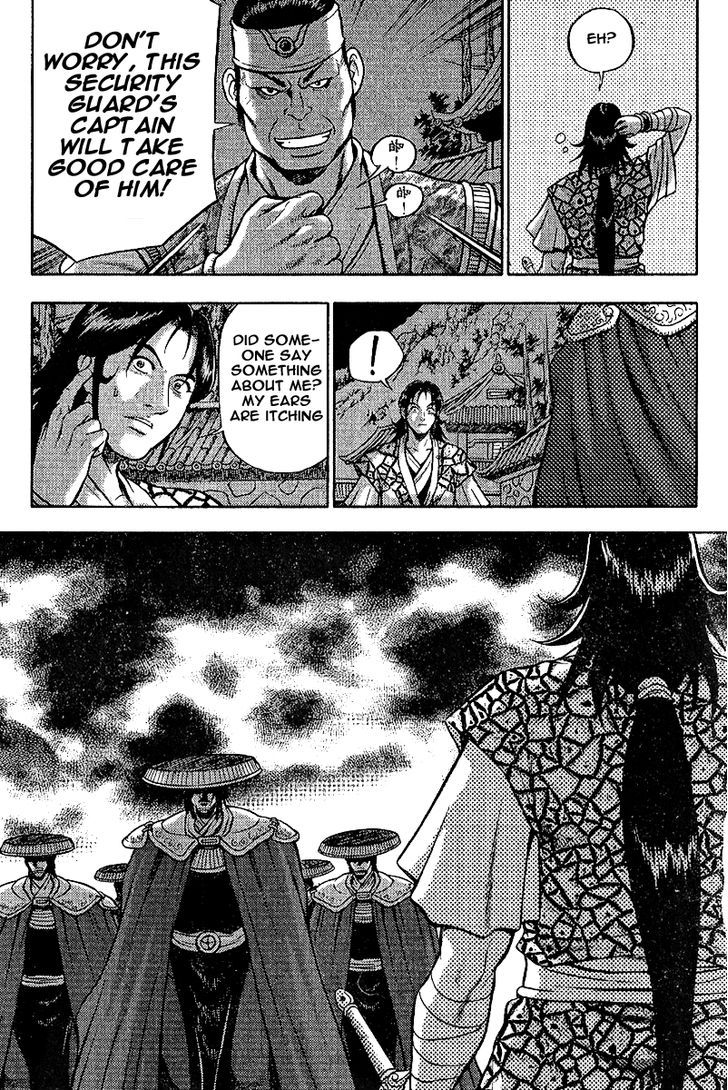 DON'T
WORRY, THIS
SECURITY
GUARD'S
CAPTAIN
WILL TAKE
GOOD CARE
OF HIM!
EH?
DID SOME-
ONE SAY
SOMETHING
ABOUT ME?
MY EARS
ARE ITCHING
!